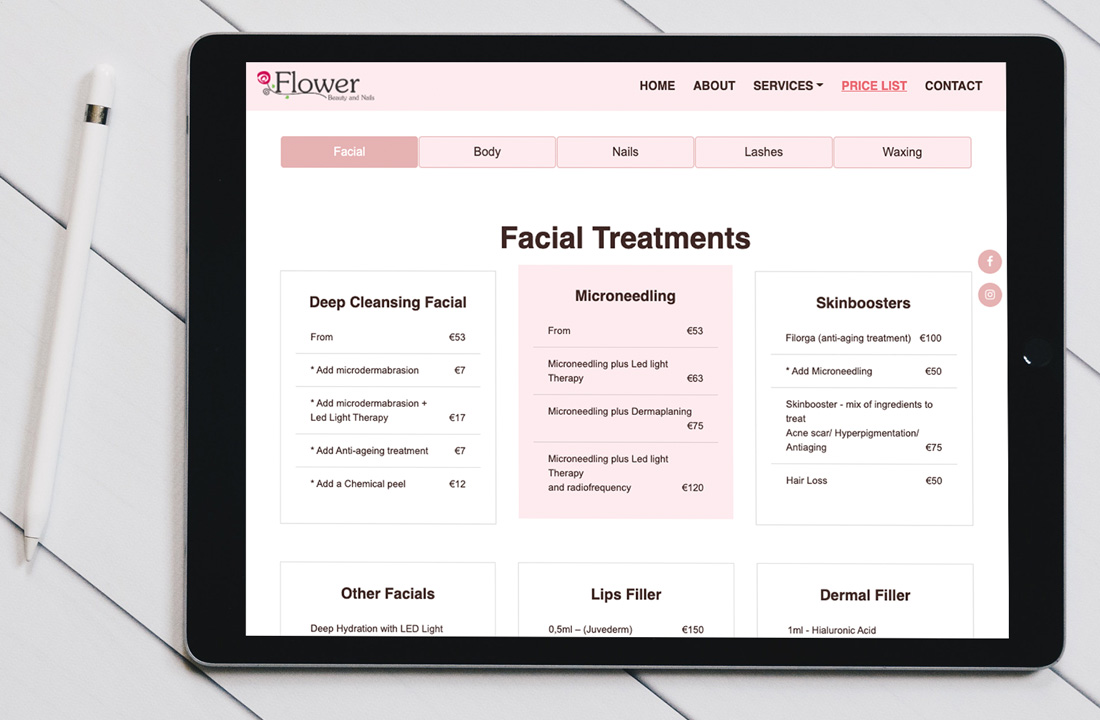 Flower
Beauty and Nails
HOME ABOUT SERVICES PRICE LIST CONTACT
Facial Body Nails Lashes Waxing
Facial Treatments
Deep Cleansing Facial
From €53
* Add microdermabrasion €7
* Add microdermabrasion +
Led Light Therapy €17
* Add Anti-ageing treatment €7
* Add a Chemical peel €12
Microneedling
From €53
Microneedling plus Led light
Therapy €63
Microneedling plus Dermaplaning
€75
Microneedling plus Led light
Therapy
and radiofrequency €120
Skinboosters
Filorga (anti-aging treatment) €100
* Add Microneedling €50
Skinbooster - mix of ingredients to
treat
Acne scar/ Hyperpigmentation/
Antiaging €75
Hair Loss €50
Other Facials
Deep Hydration with LED Light
Lips Filler
0,5ml – (Juvederm) €150
Dermal Filler
1ml - Hialuronic Acid